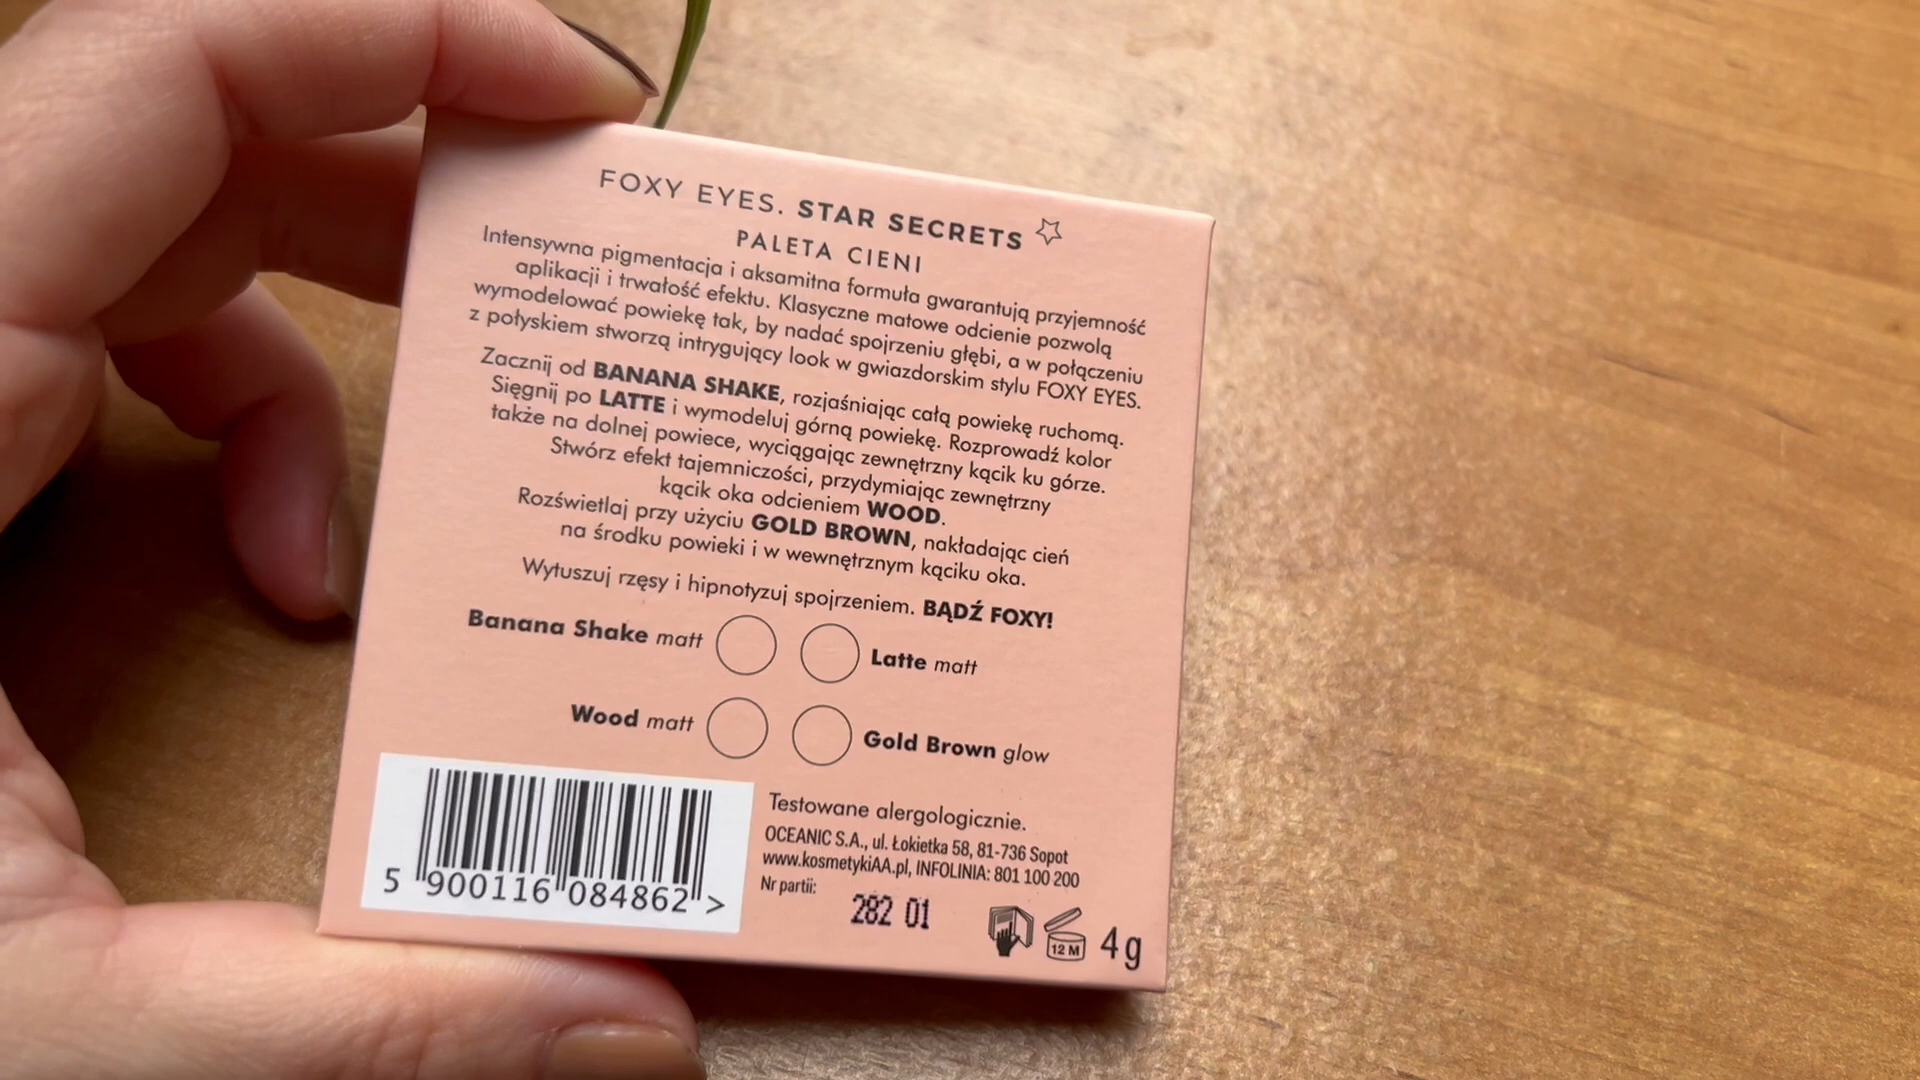 FOXY EYES. STAR SECRETS
PALETA CIENI
Intensywna pigmentacja i aksamitna formuła gwarantują przyjemność
aplikacji i trwałość efektu. Klasyczne matowe odcienie pozwolą
wymodelować powiekę tak, by nadać spojrzeniu głębi, a w połączeniu
z połyskiem stworzą intrygujący look w gwiazdorskim stylu FOXY EYES.
Zacznij od BANANA SHAKE, rozjaśniając całą powiekę ruchomą.
Sięgnij po LATTE i wymodeluj górną powiekę. Rozprowadź kolor
także na dolnej powiece, wyciągając zewnętrzny kącik ku górze.
Stwórz efekt tajemniczości, przydymiając zewnętrzny
kącik oka odcieniem WOOD.
Rozświetlaj przy użyciu GOLD BROWN, nakładając cień
na środku powieki i w wewnętrznym kąciku oka.
Wytuszuj rzęsy i hipnotyzuj spojrzeniem. BĄDŹ FOXY!
Banana Shake matt
Latte matt
Wood matt
Gold Brown glow
5 900116 084862 >
Testowane alergologicznie.
OCEANIC S.A., ul. Łokietka 58, 81-736 Sopot
www.kosmetykiAA.pl, INFOLINIA: 801 100 200
Nr partii:
282 01
12 M
4 g